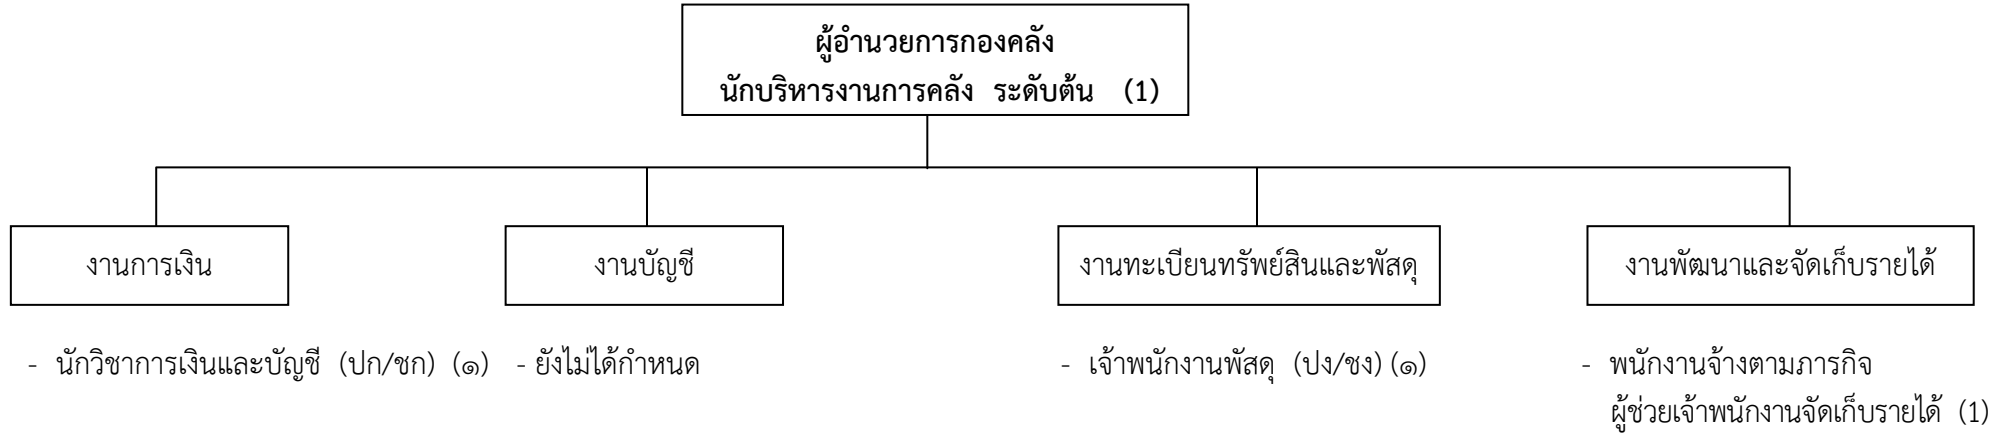 ผู้อำนวยการกองคลัง
นักบริหารงานการคลัง ระดับต้น (1)
งานการเงิน
งานบัญชี
งานทะเบียนทรัพย์สินและพัสดุ
งานพัฒนาและจัดเก็บรายได้
- นักวิชาการเงินและบัญชี (ปก/ชก) (๑)
- ยังไม่ได้กำหนด
- เจ้าพนักงานพัสดุ (ปง/ชง) (๑)
- พนักงานจ้างตามภารกิจ
ผู้ช่วยเจ้าพนักงานจัดเก็บรายได้ (1)